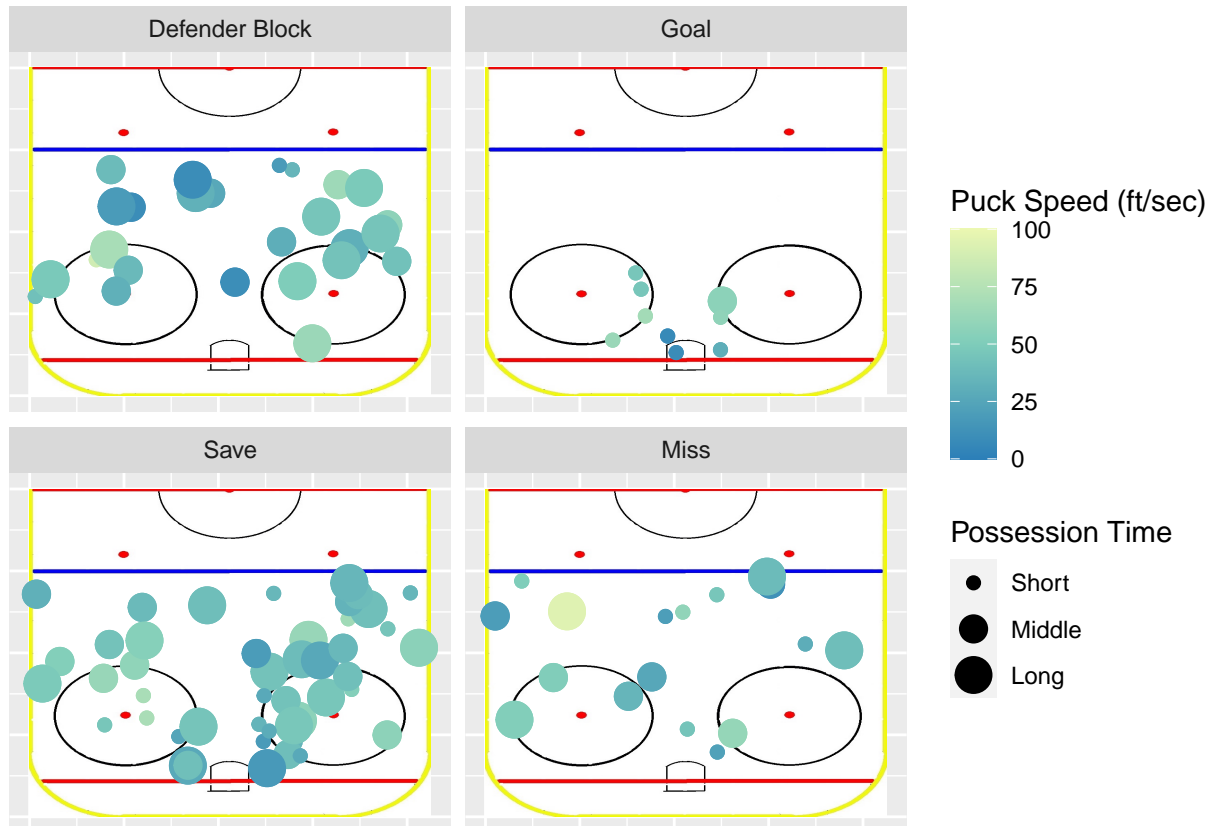 Defender Block
Goal
Save
Miss
Puck Speed (ft/sec)
100
75
50
25
0
Possession Time
Short
Middle
Long